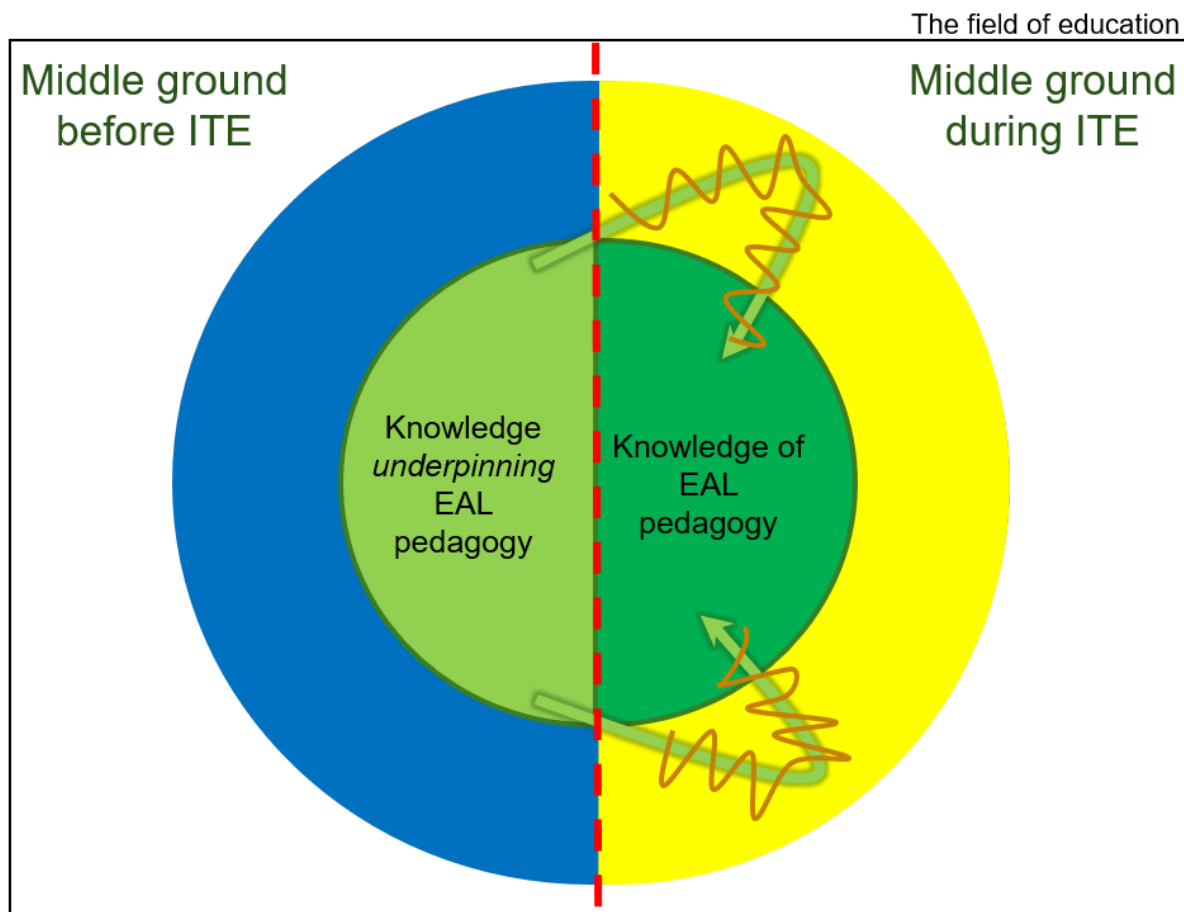 The field of education
Middle ground
before ITE
Middle ground
during ITE
Knowledge
underpinning
EAL
pedagogy
Knowledge of
EAL
pedagogy